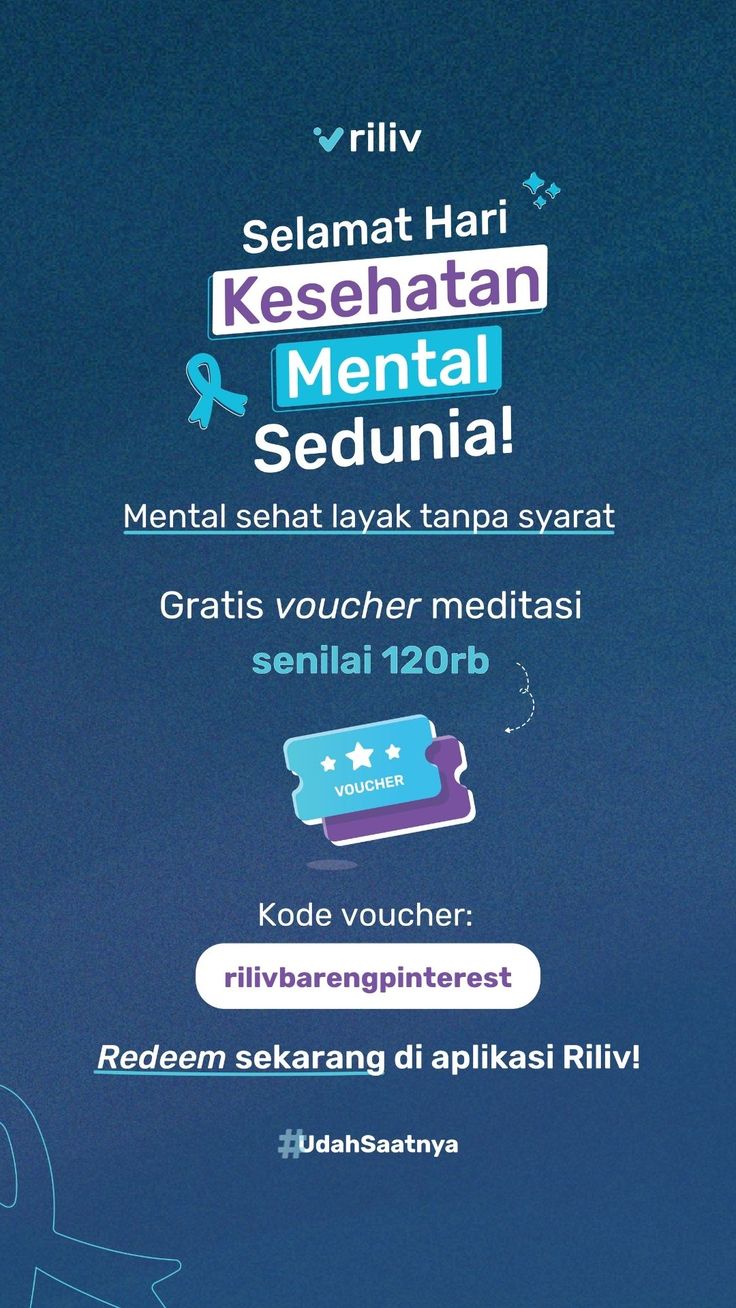 riliv
Selamat Hari
Kesehatan
Mental
Sedunia!
Mental sehat layak tanpa syarat
Gratis voucher meditasi
senilai 120rb
VOUCHER
Kode voucher:
rilivbarengpinterest
Redeem sekarang di aplikasi Riliv!
#UdahSaatnya